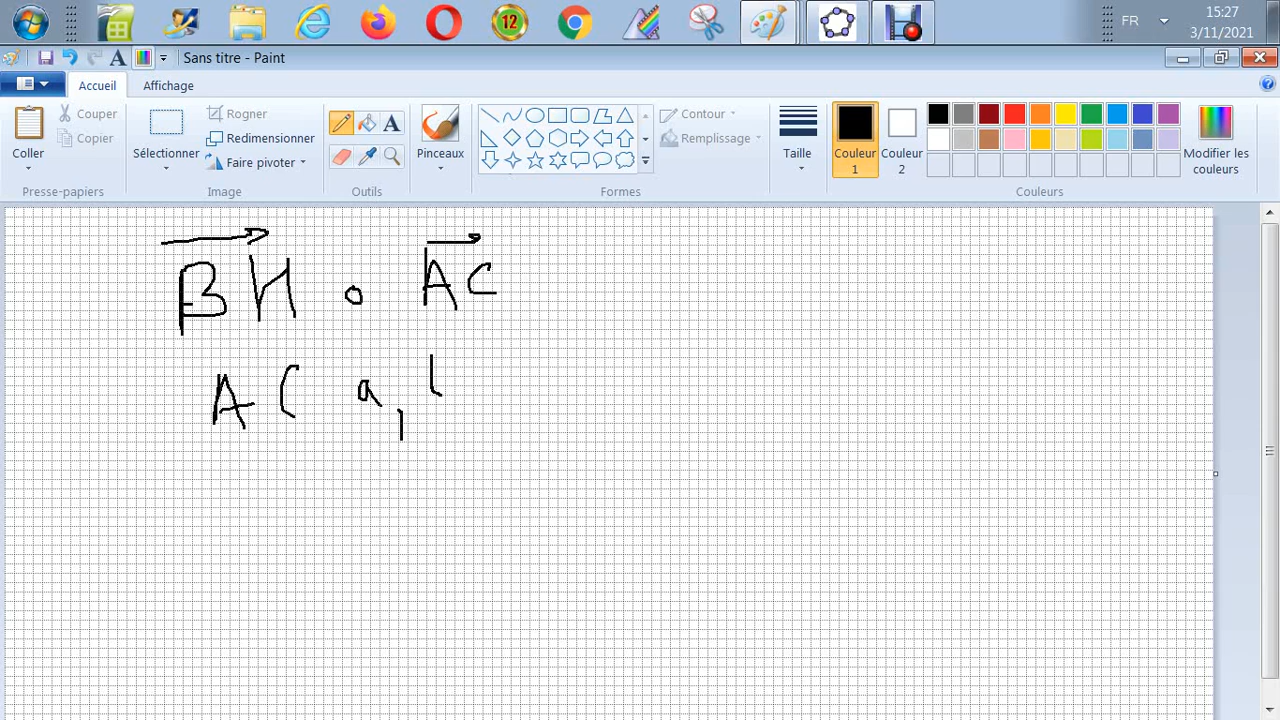 12
FR
15:27
3/11/2021
Sans titre - Paint
Accueil
Affichage
Coller
Couper
Copier
Presse-papiers
Sélectionner
Rogner
Redimensionner
Faire pivoter
Image
Outils
Pinceaux
Formes
Contour
Remplissage
Taille
Couleur 1
Couleur 2
Modifier les couleurs
Couleurs
BH . AC
AC a,